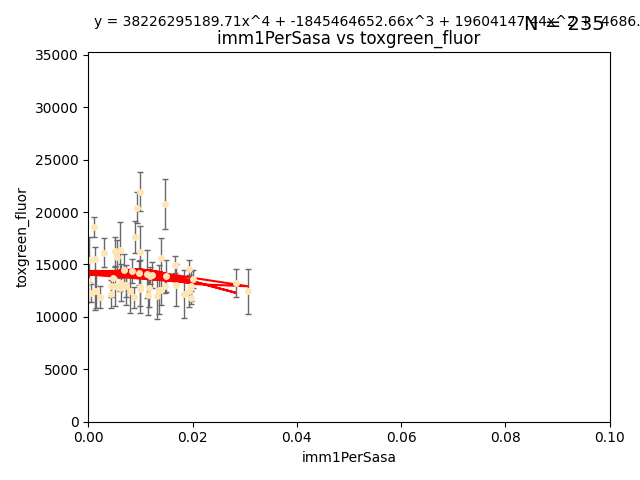 y = 38226295189.71x^4 + -1845464652.66x^3 + 19604147
N = 235
imm1PerSasa vs toxgreen_fluor
35000
30000
25000
20000
15000
10000
5000
0
toxgreen_fluor
0.00 0.02 0.04 0.06 0.08 0.10
imm1PerSasa